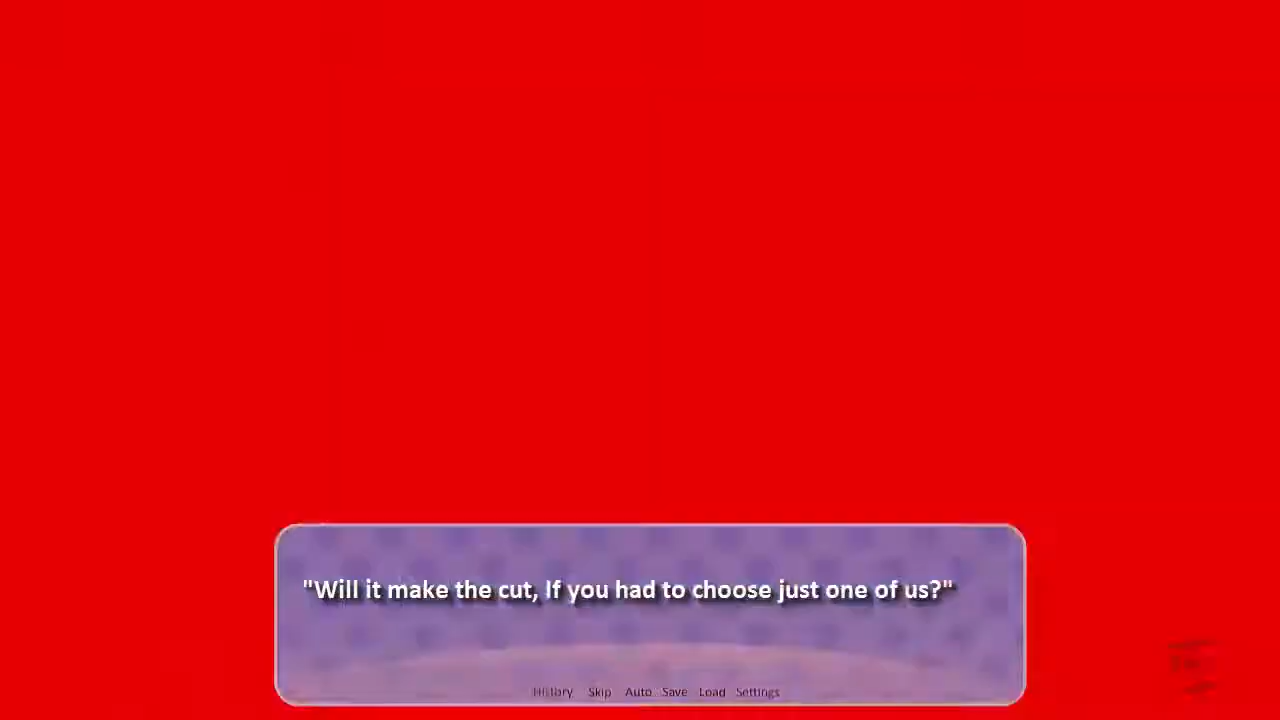 "Will it make the cut, If you had to choose just one of us?"
History Skip Auto Save Load Settings